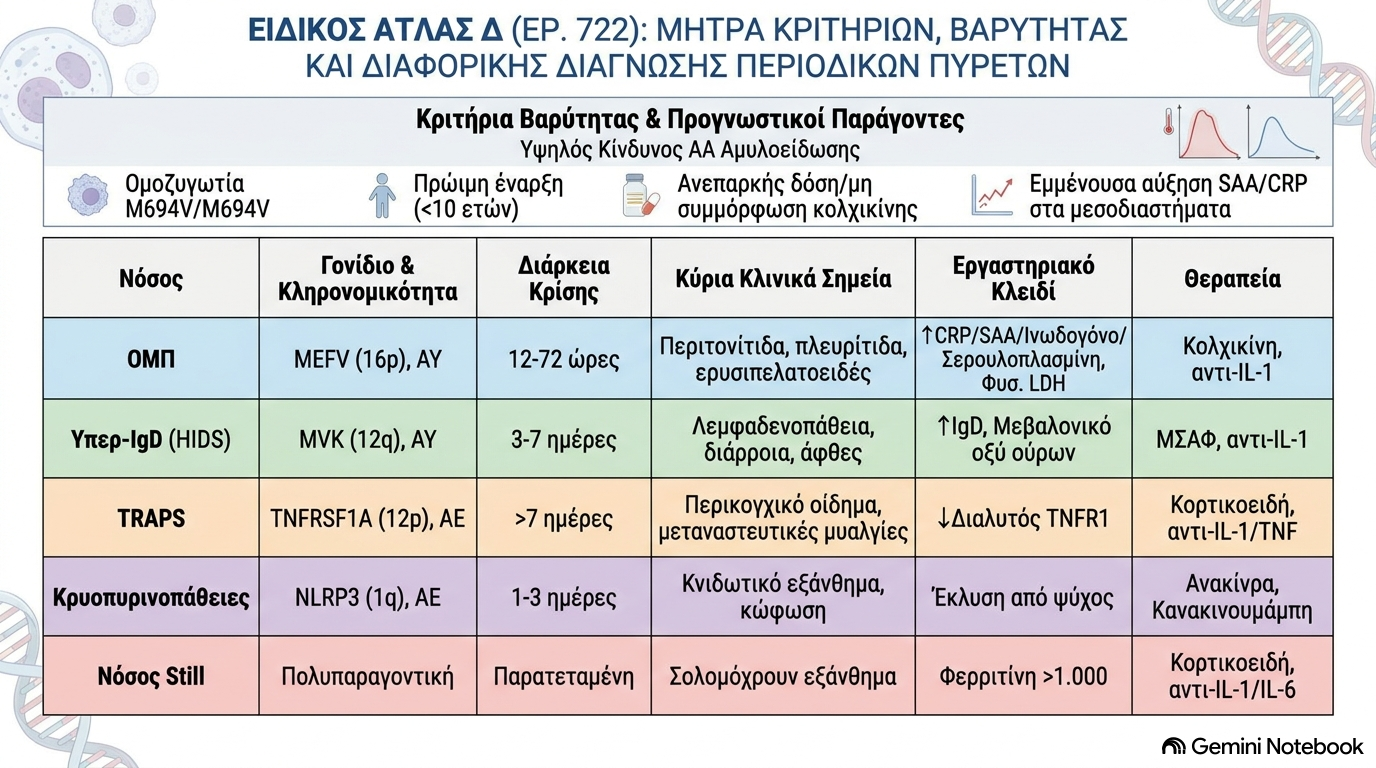 ΕΙΔΙΚΟΣ ΑΤΛΑΣ Δ (ΕΡ. 722): ΜΗΤΡΑ ΚΡΙΤΗΡΙΩΝ, ΒΑΡΥΤΗΤΑΣ
ΚΑΙ ΔΙΑΦΟΡΙΚΗΣ ΔΙΑΓΝΩΣΗΣ ΠΕΡΙΟΔΙΚΩΝ ΠΥΡΕΤΩΝ
Κριτήρια Βαρύτητας & Προγνωστικοί Παράγοντες
Υψηλός Κίνδυνος ΑΑ Αμυλοείδωσης
Ομοζυγωτία
M694V/M694V
Πρώιμη έναρξη
(<10 ετών)
Ανεπαρκής δόση/μη
συμμόρφωση κολχικίνης
Εμμένουσα αύξηση SAA/CRP
στα μεσοδιαστήματα
Νόσος
Γονίδιο &
Κληρονομικότητα
Διάρκεια
Κρίσης
Κύρια Κλινικά Σημεία
Εργαστηριακό
Κλειδί
Θεραπεία
ΟΜΠ
MEFV (16p), ΑΥ
12-72 ώρες
Περιτονίτιδα, πλευρίτιδα,
ερυσιπελατοειδές
↑CRP/SAA/Ινωδογόνο/
Σερουλοπλασμίνη,
Φυσ. LDH
Κολχικίνη,
αντι-IL-1
Υπερ-IgD (HIDS)
MVK (12q), ΑΥ
3-7 ημέρες
Λεμφαδενοπάθεια,
διάρροια, άφθες
↑IgD, Μεβαλονικό
οξύ ούρων
ΜΣΑΦ, αντι-IL-1
TRAPS
TNFRSF1A (12p), ΑΕ
>7 ημέρες
Περικογχικό οίδημα,
μεταναστευτικές μυαλγίες
↓Διαλυτός TNFR1
Κορτικοειδή,
αντι-IL-1/TNF
Κρυοπυρινοπάθειες
NLRP3 (1q), ΑΕ
1-3 ημέρες
Κνιδωτικό εξάνθημα,
κώφωση
Έκλυση από ψύχος
Ανακίνρα,
Κανακινουμάμπη
Νόσος Still
Πολυπαραγοντική
Παρατεταμένη
Σολομόχρουν εξάνθημα
Φερριτίνη >1.000
Κορτικοειδή,
αντι-IL-1/IL-6
Gemini Notebook